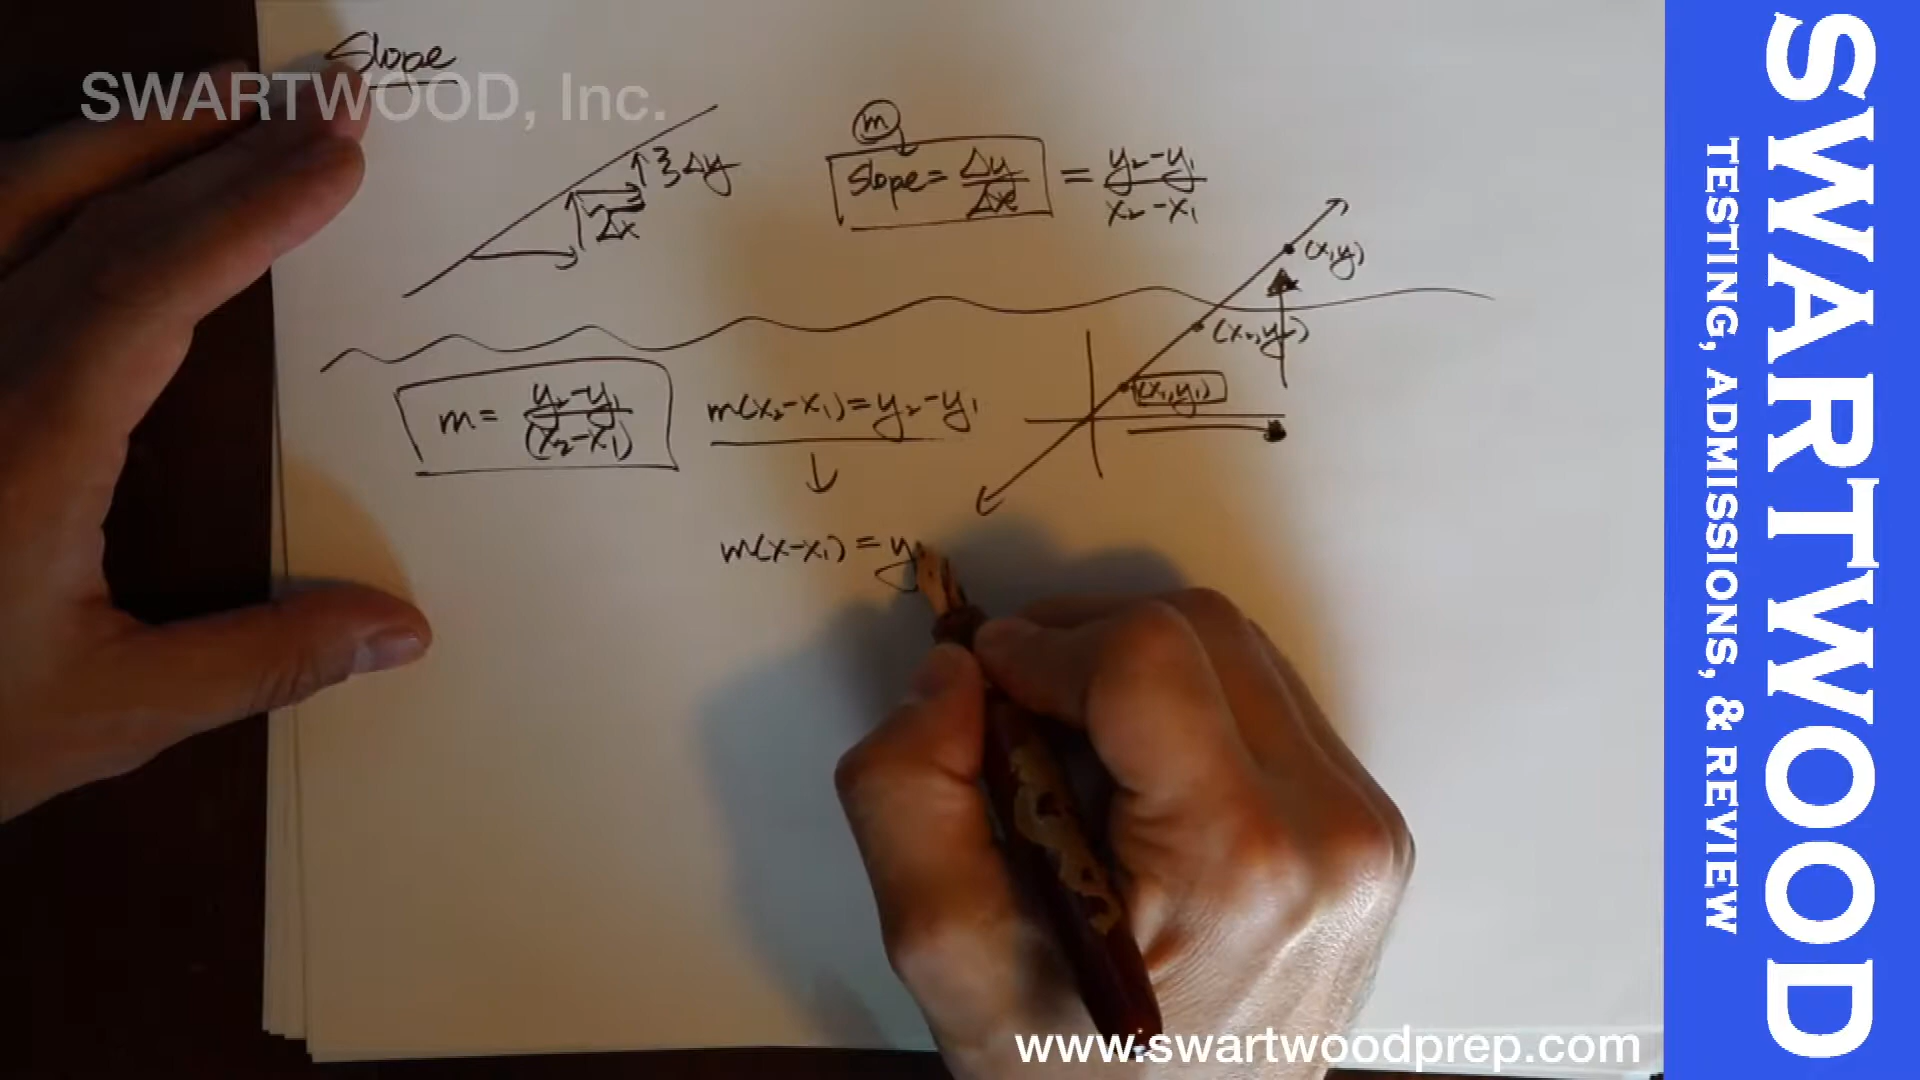 Slope
SWARTWOOD, Inc.
m
Δy
Δx
Slope = Δy/Δx = y₂-y₁/x₂-x₁
(x,y)
(x₂,y₂)
(x₁,y₁)
m = y₂-y₁/(x₂-x₁)
m(x₂-x₁)=y₂-y₁
m(x-x₁)=y
www.swartwoodprep.com
SWARTWOOD
TESTING, ADMISSIONS, & REVIEW